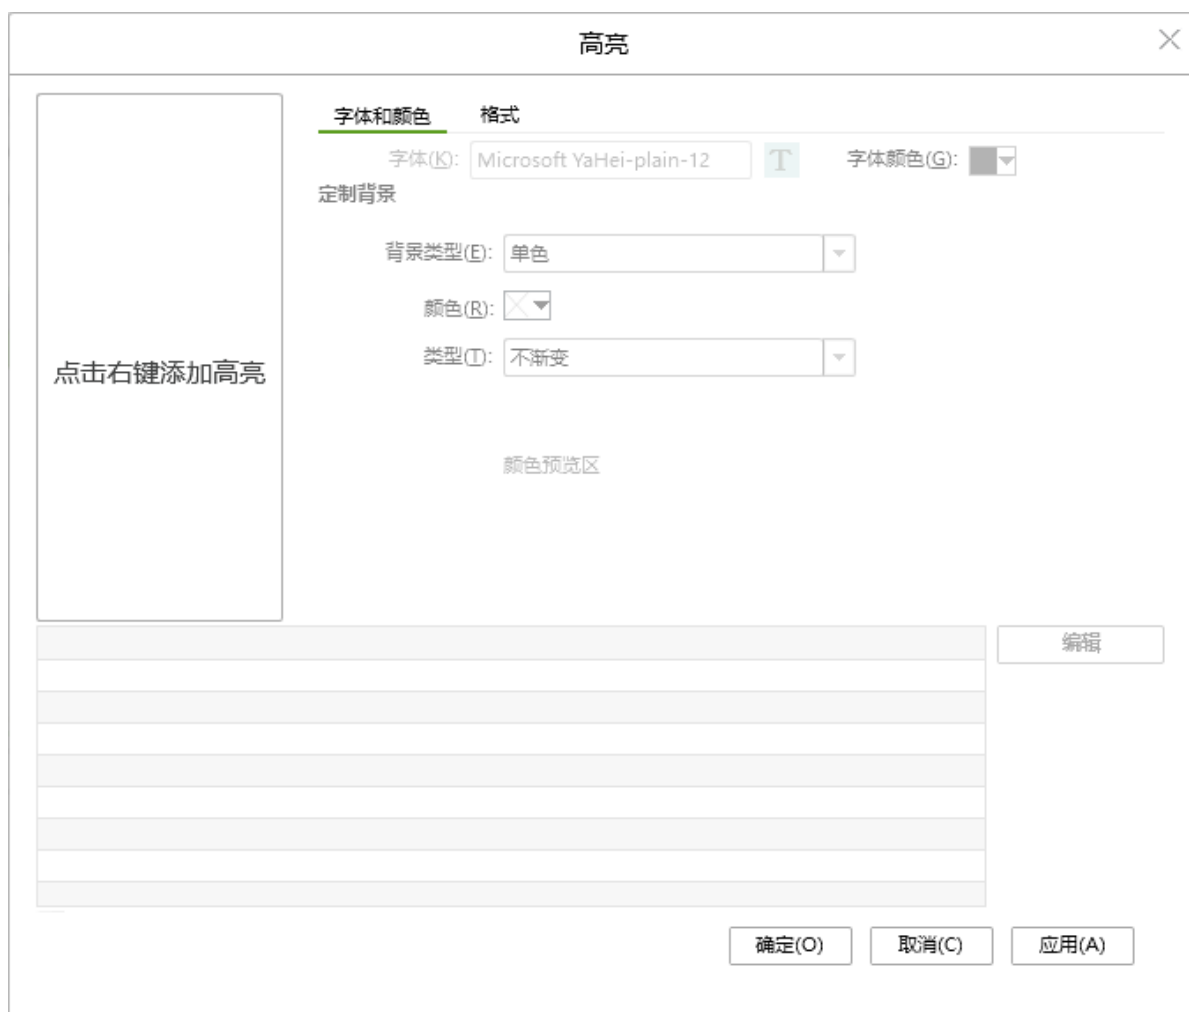 高亮
字体和颜色 格式
字体(K): Microsoft YaHei-plain-12 T 字体颜色(G):
定制背景
背景类型(E): 单色
颜色(R):
类型(T): 不渐变
点击右键添加高亮
颜色预览区
编辑
确定(O) 取消(C) 应用(A)